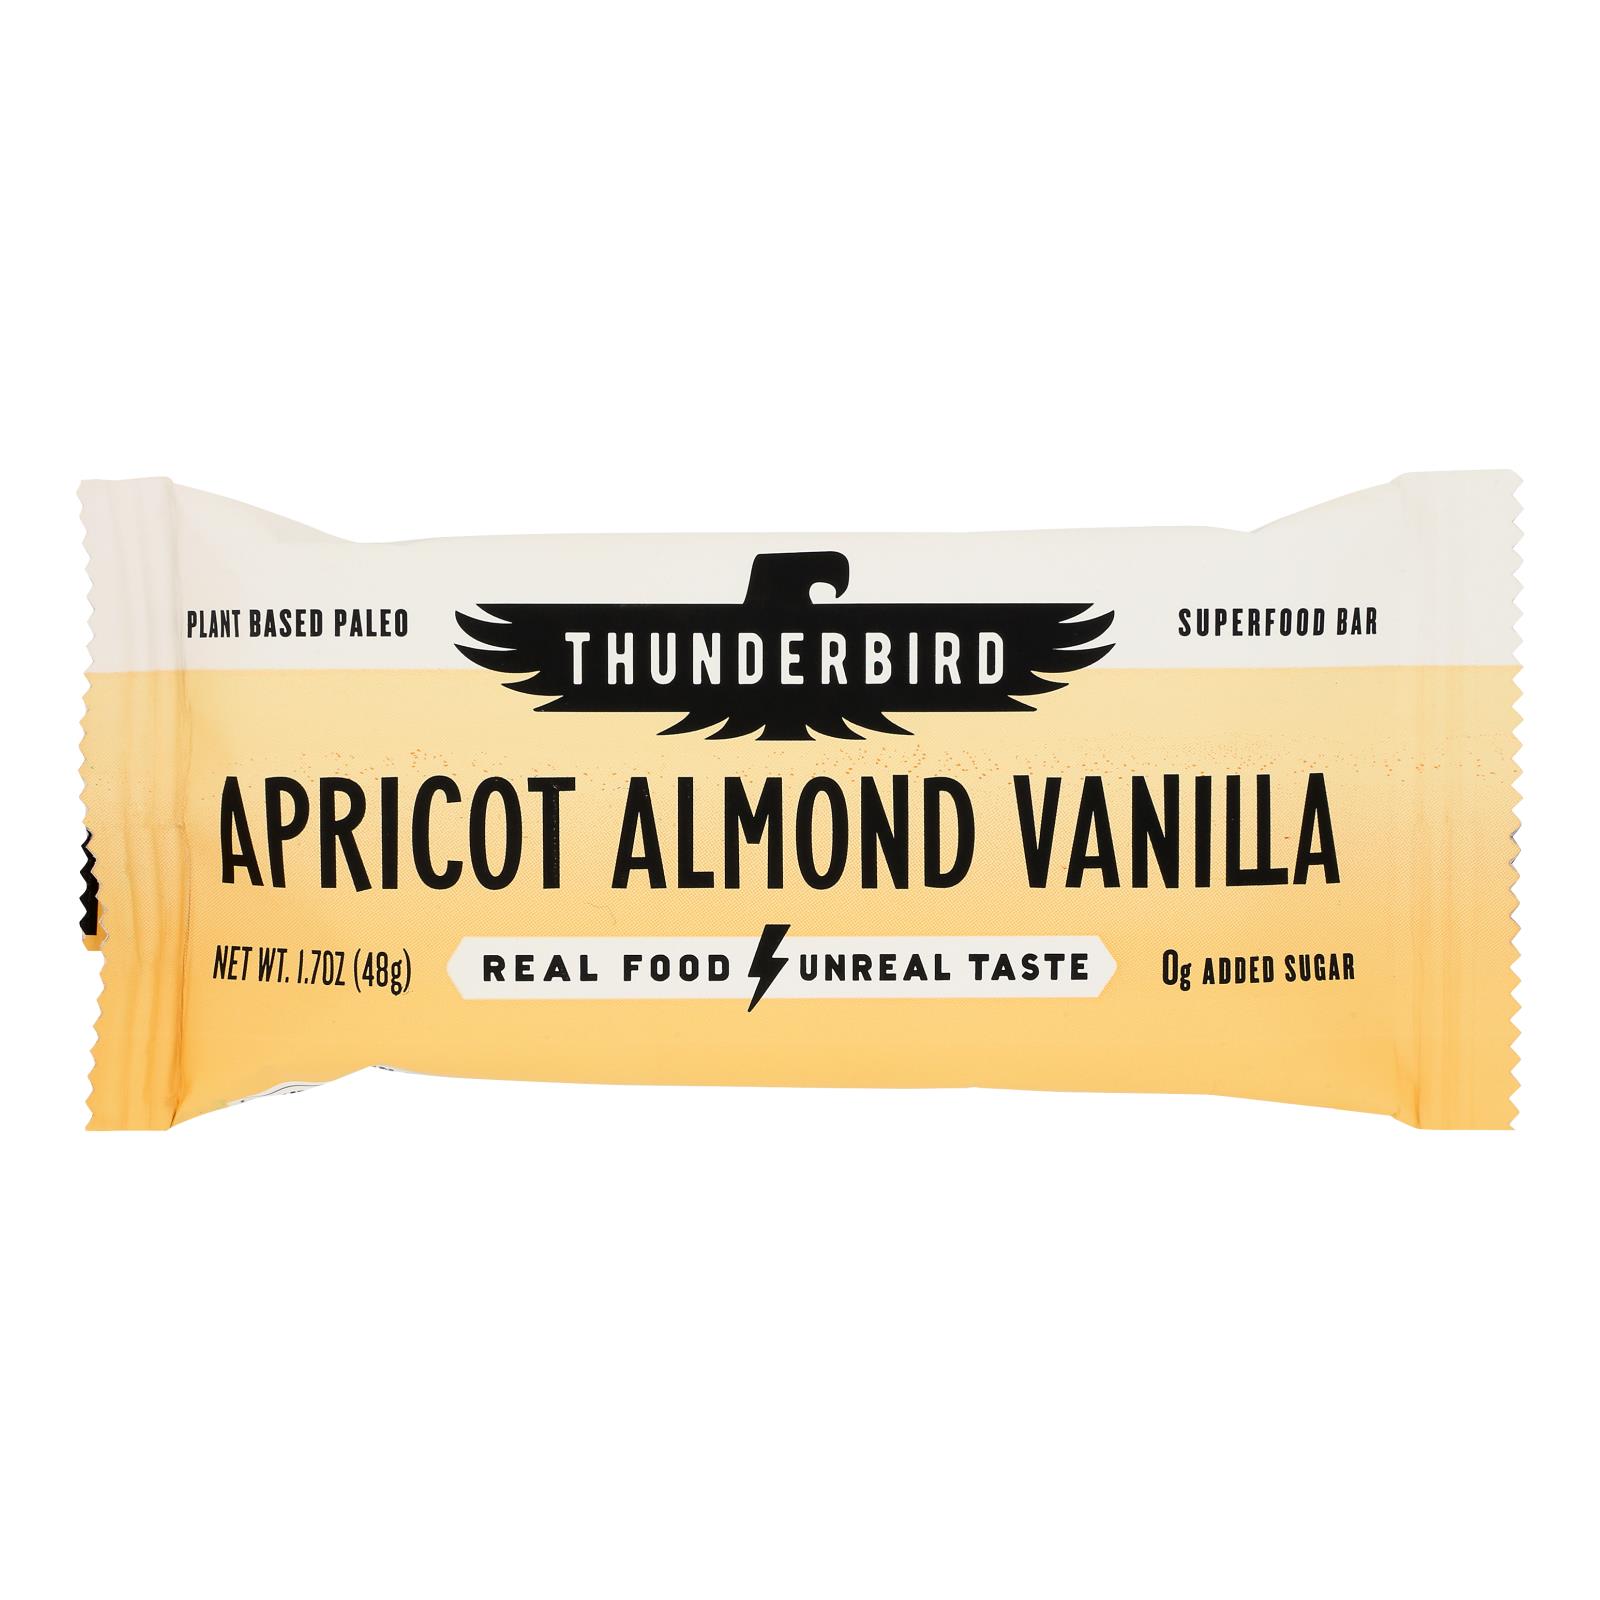 PLANT BASED PALEO
THUNDERBIRD
SUPERFOOD BAR
APRICOT ALMOND VANILLA
NET WT. 1.7OZ (48g)
REAL FOOD UNREAL TASTE
0g ADDED SUGAR